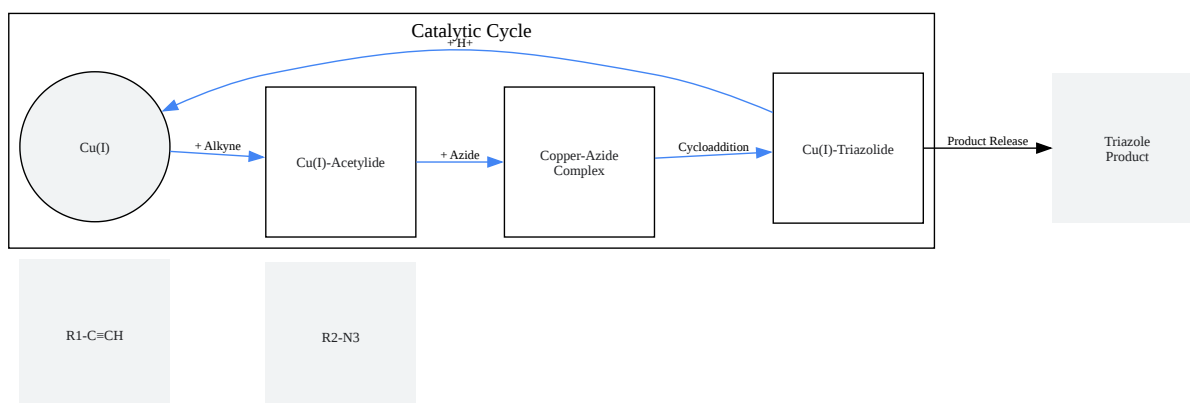 Catalytic Cycle
+ H+
Cu(I)
+ Alkyne
Cu(I)-Acetylide
+ Azide
Copper-Azide
Complex
Cycloaddition
Cu(I)-Triazolide
Product Release
Triazole
Product
R1-C≡CH
R2-N3